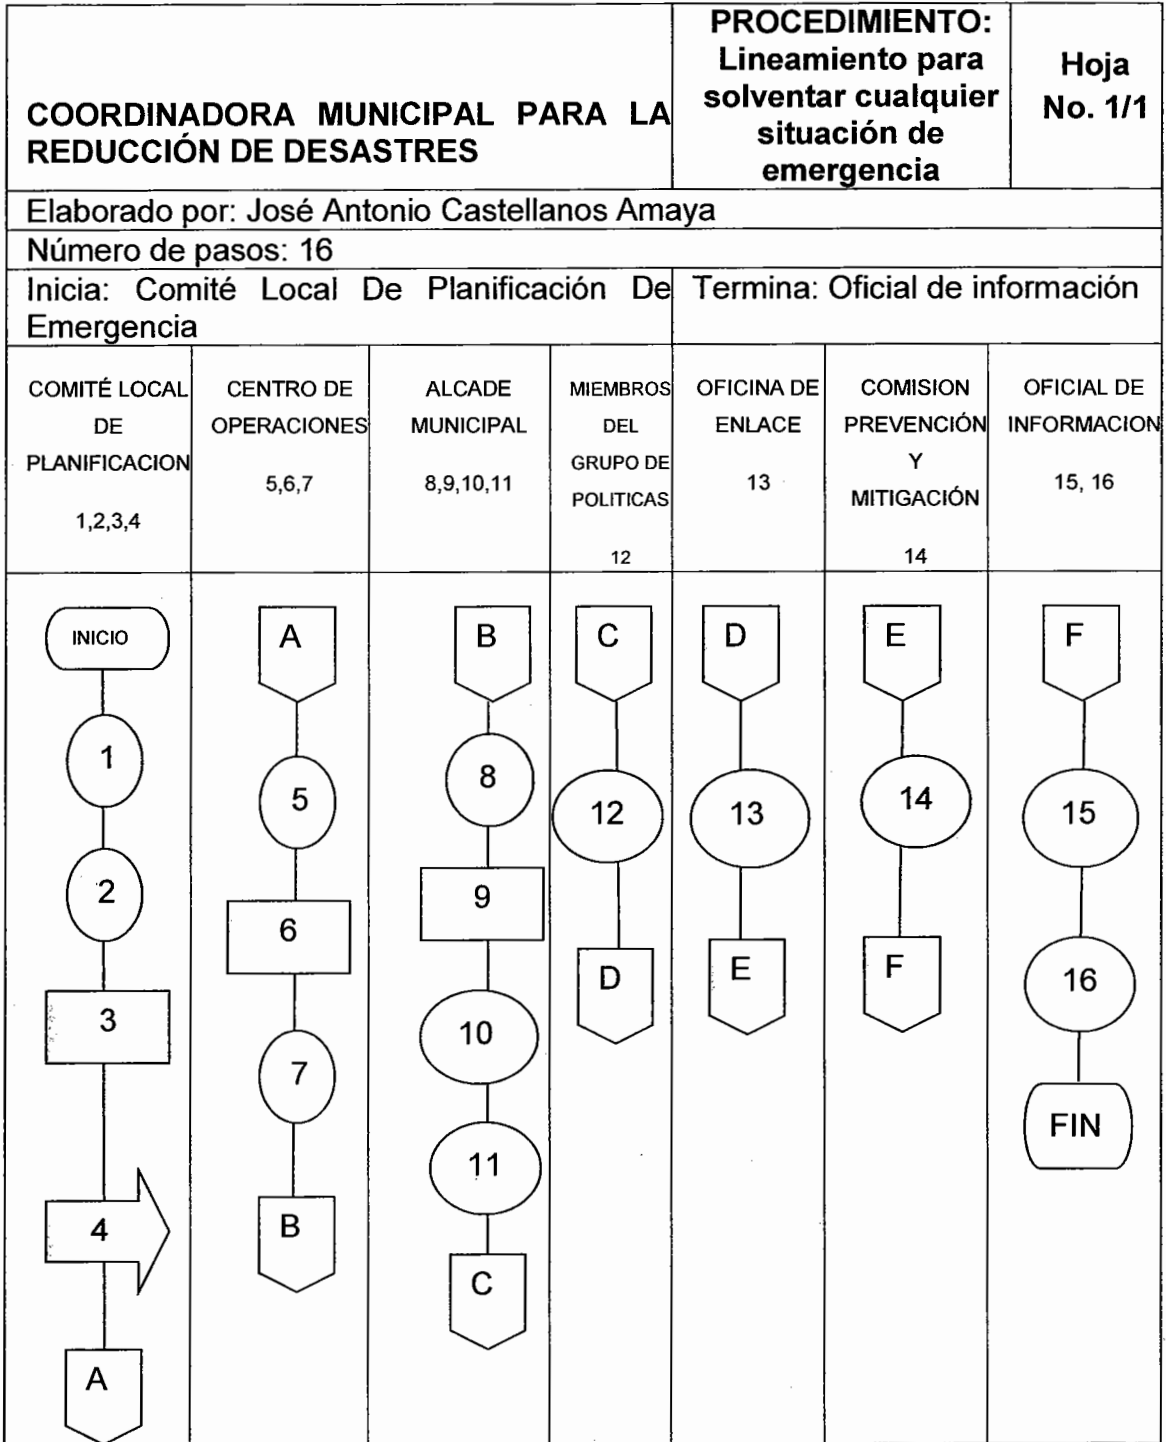 COORDINADORA MUNICIPAL PARA LA
REDUCCIÓN DE DESASTRES
PROCEDIMIENTO:
Lineamiento para
solventar cualquier
situación de
emergencia
Hoja
No. 1/1
Elaborado por: José Antonio Castellanos Amaya
Número de pasos: 16
Inicia: Comité Local De Planificación De
Emergencia
Termina: Oficial de información
COMITÉ LOCAL
DE
PLANIFICACION
1,2,3,4
CENTRO DE
OPERACIONES
5,6,7
ALCADE
MUNICIPAL
8,9,10,11
MIEMBROS
DEL
GRUPO DE
POLITICAS
12
OFICINA DE
ENLACE
13
COMISION
PREVENCIÓN
Y
MITIGACIÓN
14
OFICIAL DE
INFORMACION
15, 16
INICIO
1
2
3
4
A
A
5
6
7
B
B
8
9
10
11
C
C
12
D
D
13
E
E
14
F
F
15
16
FIN